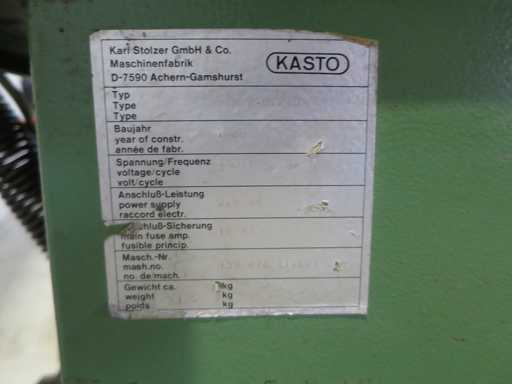 Karl Stolzer GmbH & Co.
Maschinenfabrik
D-7590 Achern-Gamshurst
KASTO
Typ
Type
Type
Baujahr
year of constr.
année de fabr.
Spannung/Frequenz
voltage/cycle
volt/cycle
Anschluß-Leistung
power supply
raccord electr.
Anschluß-Sicherung
main fuse amp.
fusible princip.
Masch.-Nr.
mash.no.
no. de mach.
Gewicht ca. kg
weight kg
poids kg